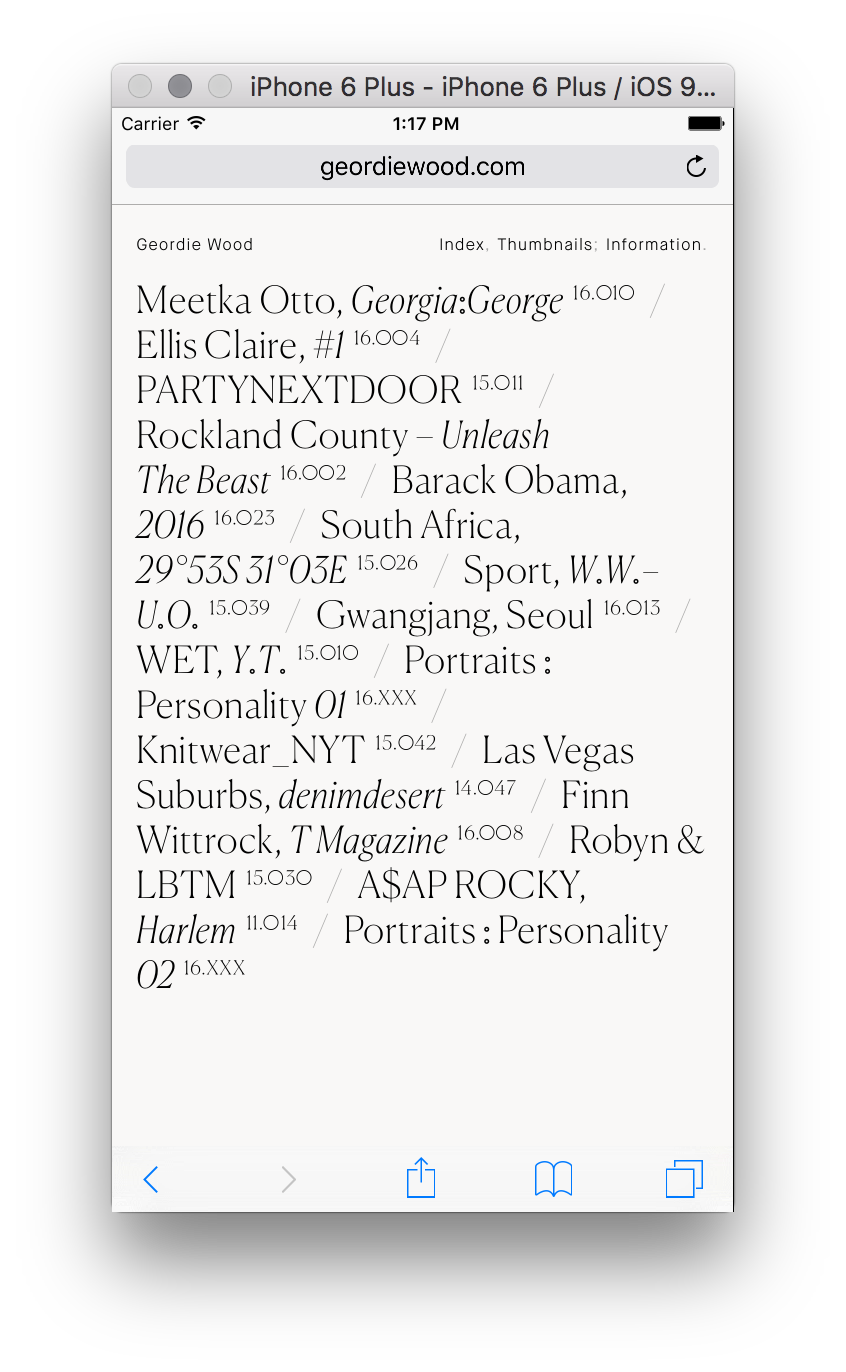 iPhone 6 Plus - iPhone 6 Plus / iOS 9...
Carrier 1:17 PM
geordiewood.com
Geordie Wood Index, Thumbnails; Information.
Meetka Otto, Georgia:George 16.010 /
Ellis Claire, #1 16.004 /
PARTYNEXTDOOR 15.011 /
Rockland County – Unleash
The Beast 16.002 / Barack Obama,
2016 16.023 / South Africa,
29°53S 31°03E 15.026 / Sport, W.W.–
U.O. 15.039 / Gwangjang, Seoul 16.013 /
WET, Y.T. 15.010 / Portraits :
Personality 01 16.XXX /
Knitwear_NYT 15.042 / Las Vegas
Suburbs, denimdesert 14.047 / Finn
Wittrock, T Magazine 16.008 / Robyn &
LBTM 15.030 / A$AP ROCKY,
Harlem 11.014 / Portraits : Personality
02 16.XXX